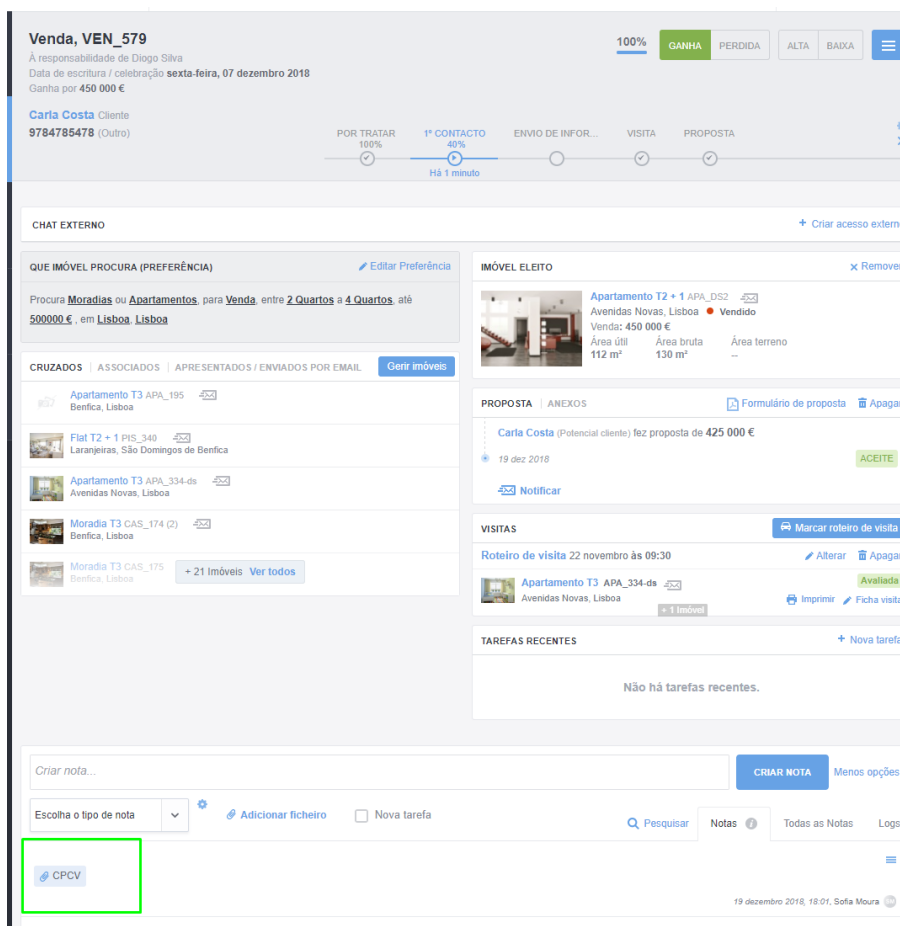 Venda, VEN_579
À responsabilidade de Diogo Silva
Data de escritura / celebração sexta-feira, 07 dezembro 2018
Ganha por 450 000 €
100%
GANHA
PERDIDA
ALTA
BAIXA
Carla Costa Cliente
9784785478 (Outro)
POR TRATAR
100%
1º CONTACTO
40%
Há 1 minuto
ENVIO DE INFOR...
VISITA
PROPOSTA
CHAT EXTERNO
+ Criar acesso externo
QUE IMÓVEL PROCURA (PREFERÊNCIA)
Editar Preferência
Procura Moradias ou Apartamentos, para Venda, entre 2 Quartos a 4 Quartos, até
500000 € , em Lisboa, Lisboa
CRUZADOS | ASSOCIADOS | APRESENTADOS / ENVIADOS POR EMAIL
Gerir imóveis
Apartamento T3 APA_195
Benfica, Lisboa
Flat T2 + 1 PIS_340
Laranjeiras, São Domingos de Benfica
Apartamento T3 APA_334-ds
Avenidas Novas, Lisboa
Moradia T3 CAS_174 (2)
Benfica, Lisboa
Moradia T3 CAS_175
Benfica, Lisboa
+ 21 Imóveis Ver todos
IMÓVEL ELEITO
x Remover
Apartamento T2 + 1 APA_DS2
Avenidas Novas, Lisboa Vendido
Venda: 450 000 €
Área útil Área bruta Área terreno
112 m² 130 m² --
PROPOSTA | ANEXOS
Formulário de proposta
Apagar
Carla Costa (Potencial cliente) fez proposta de 425 000 €
19 dez 2018
ACEITE
Notificar
VISITAS
Marcar roteiro de visita
Roteiro de visita 22 novembro às 09:30
Alterar
Apagar
Apartamento T3 APA_334-ds
Avaliada
Avenidas Novas, Lisboa
Imprimir
Ficha visita
+ 1 Imóvel
TAREFAS RECENTES
+ Nova tarefa
Não há tarefas recentes.
Criar nota...
CRIAR NOTA
Menos opções
Escolha o tipo de nota
Adicionar ficheiro
Nova tarefa
Pesquisar
Notas
Todas as Notas
Logs
CPCV
19 dezembro 2018, 18:01, Sofia Moura